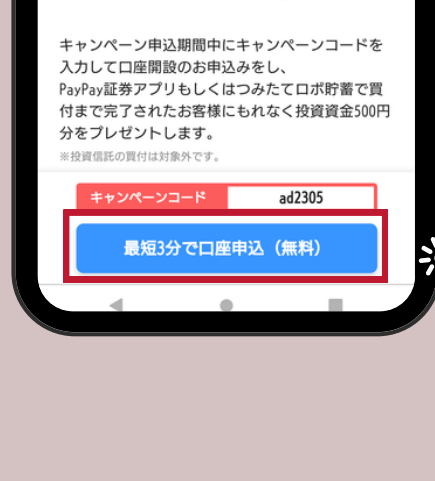 キャンペーン申込期間中にキャンペーンコードを
入力して口座開設のお申込みをし、
PayPay証券アプリもしくはつみたてロボ貯蓄で買
付まで完了されたお客様にもれなく投資資金500円
分をプレゼントします。
※投資信託の買付は対象外です。
キャンペーンコード ad2305
最短3分で口座申込（無料）